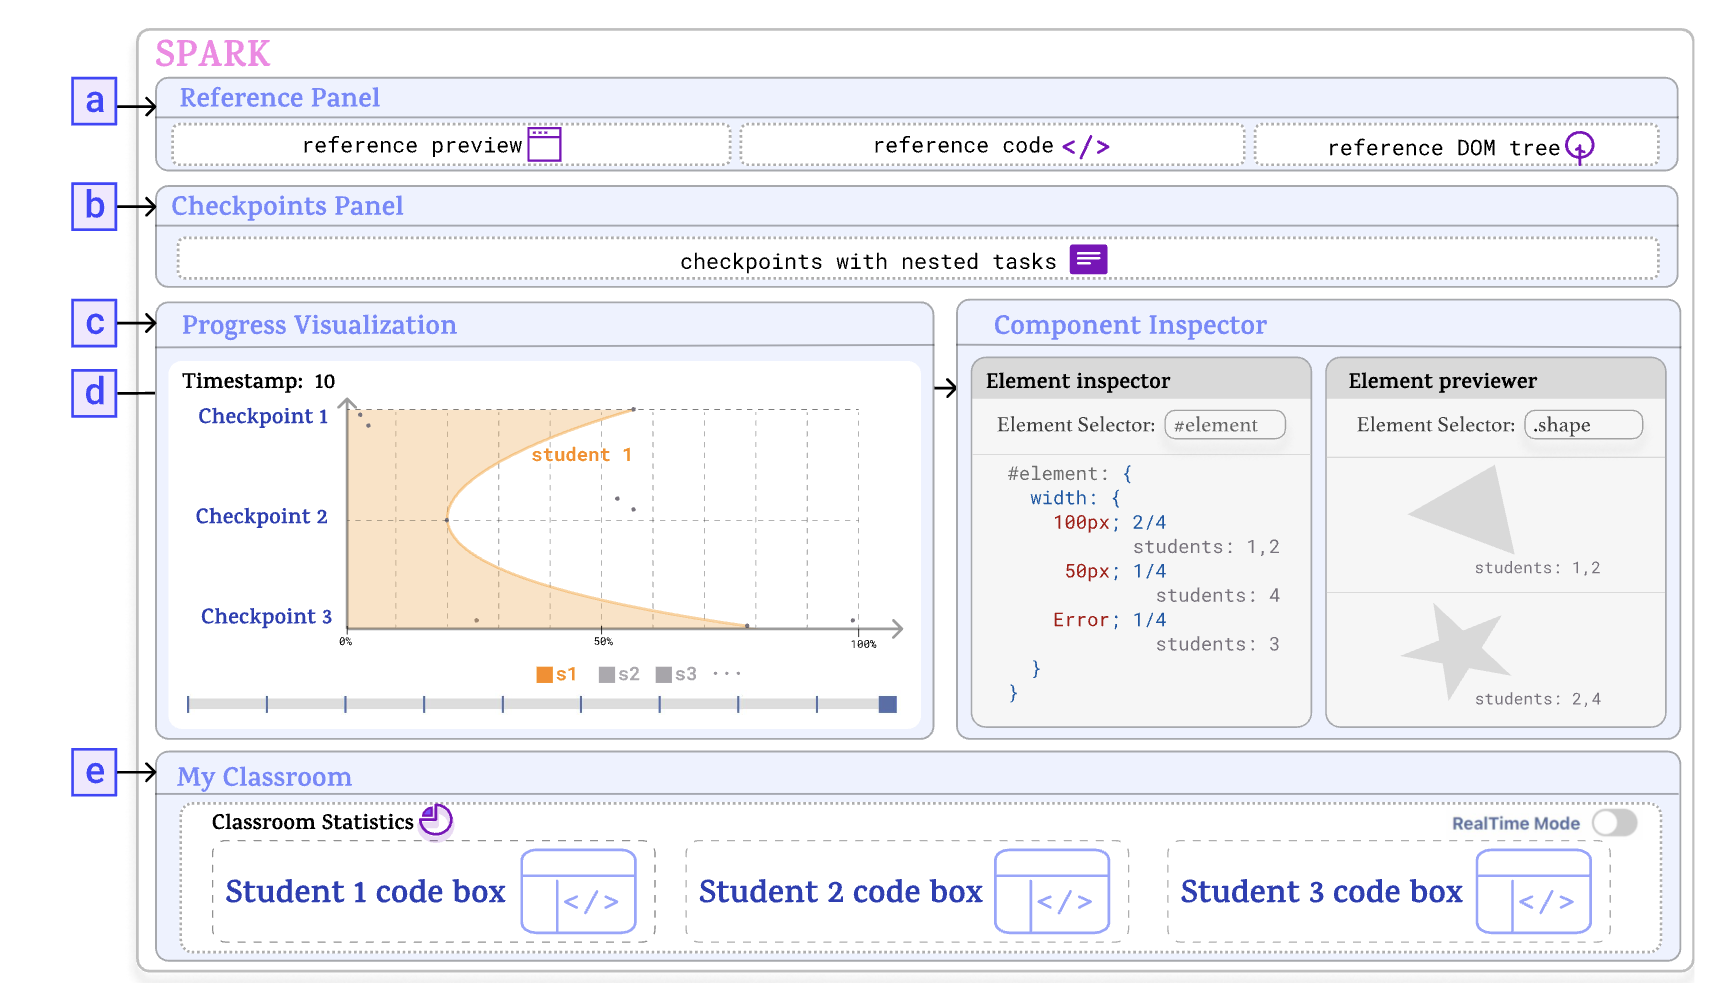 SPARK
a
Reference Panel
reference preview
reference code </>
reference DOM tree
b
Checkpoints Panel
checkpoints with nested tasks
c
Progress Visualization
d
Timestamp: 10
Checkpoint 1
student 1
Checkpoint 2
Checkpoint 3
0%
50%
100%
s1
s2
s3
...
Component Inspector
Element inspector
Element Selector: #element
#element: {
width: {
100px; 2/4
students: 1,2
50px; 1/4
students: 4
Error; 1/4
students: 3
}
}
Element previewer
Element Selector: .shape
students: 1,2
students: 2,4
e
My Classroom
Classroom Statistics
RealTime Mode
Student 1 code box </>
Student 2 code box </>
Student 3 code box </>